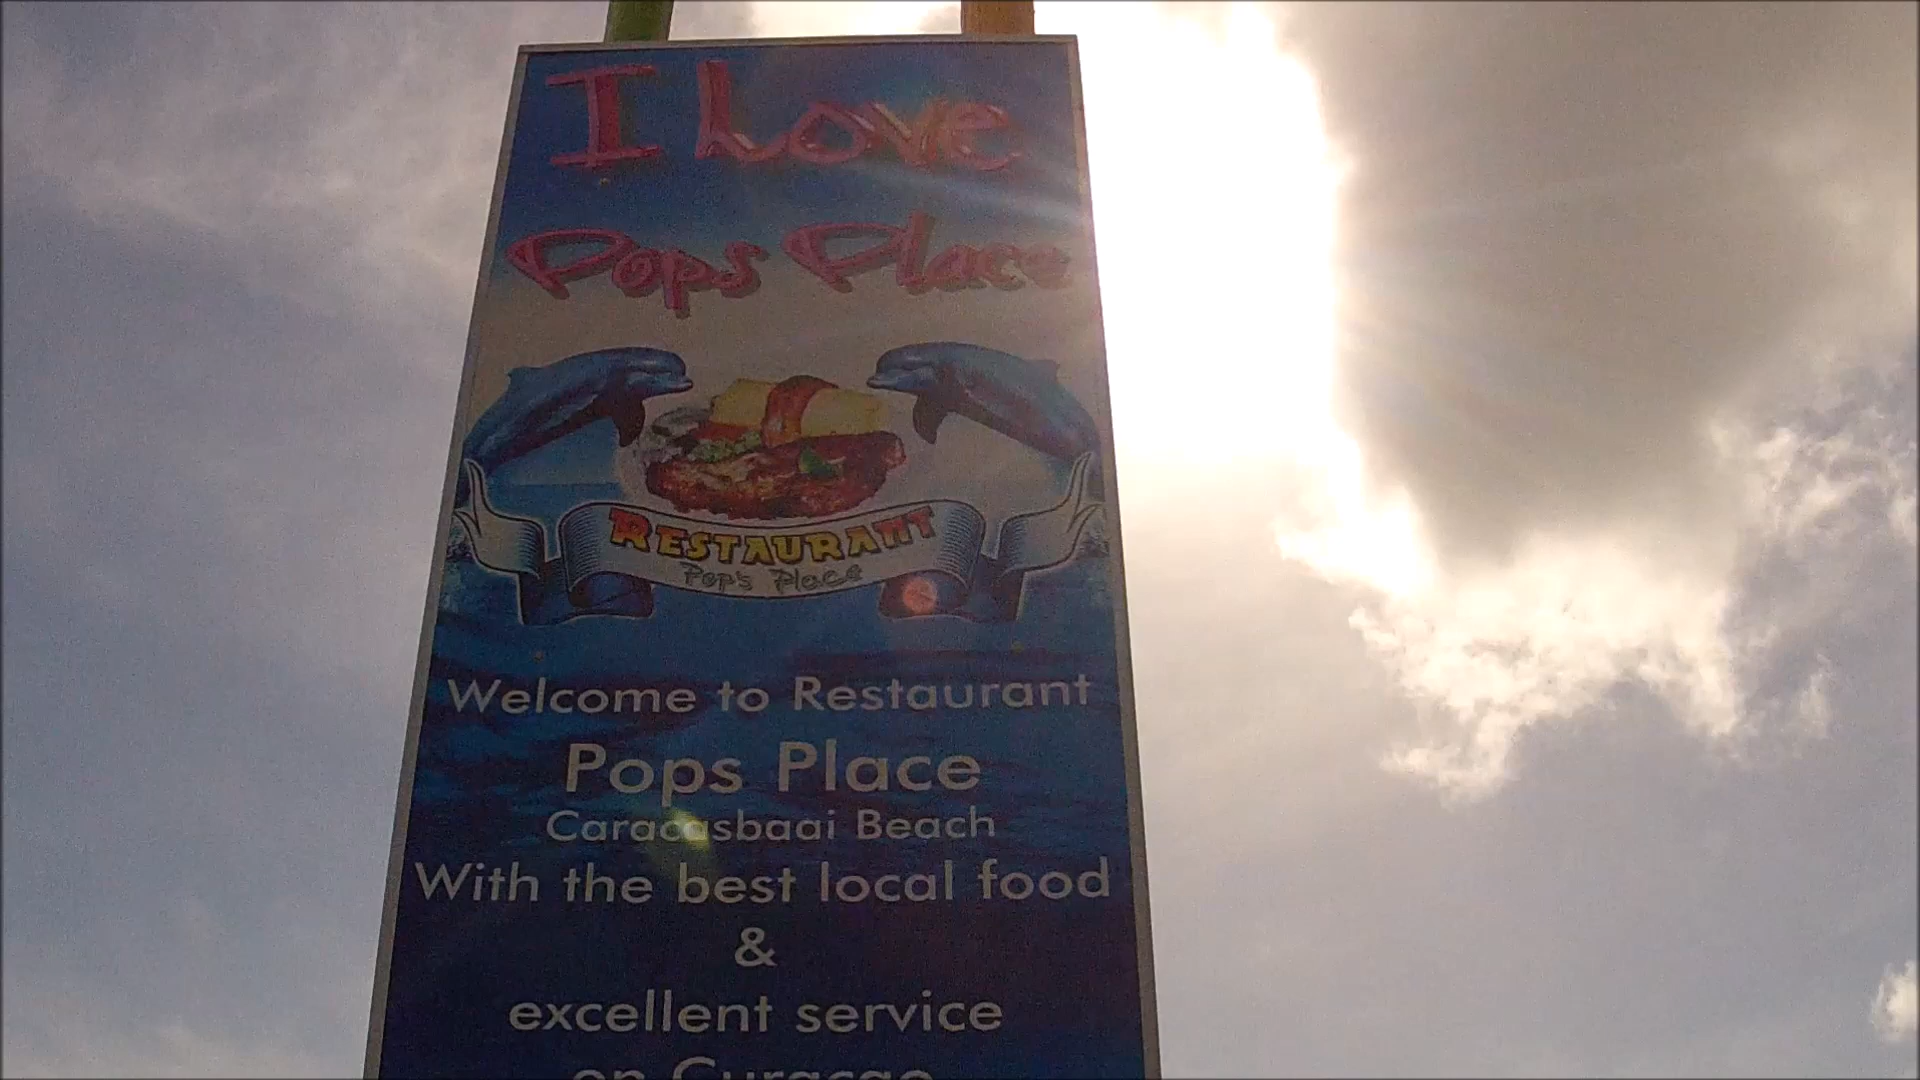 I Love
Pops Place
RESTAURANT
Pop's Place
Welcome to Restaurant
Pops Place
Caracasbaai Beach
With the best local food
&
excellent service
on Curaçao